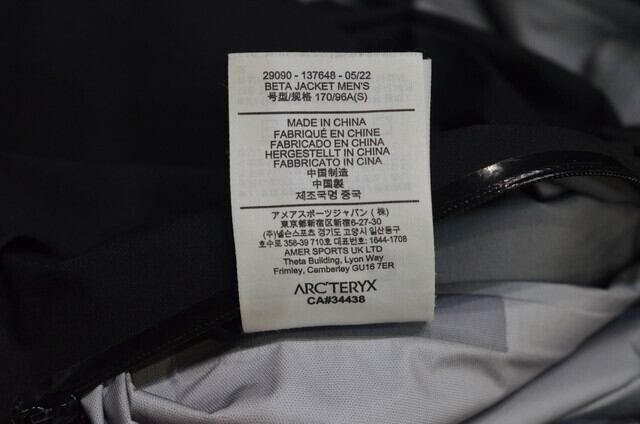 29090 - 137648 - 05/22
BETA JACKET MEN'S
号型/规格 170/96A(S)
MADE IN CHINA
FABRIQUÉ EN CHINE
FABRICADO EN CHINA
HERGESTELLT IN CHINA
FABBRICATO IN CINA
中国制造
中国製
제조국명 중국
アメアスポーツジャパン (株)
東京都新宿区新宿6-27-30
(주)넬슨스포츠 경기도 고양시 일산동구
호수로 356-39 710호 대표번호: 1644-1708
AMER SPORTS UK LTD
Theta Building, Lyon Way
Frimley, Camberley GU16 7ER
ARC'TERYX
CA#34438